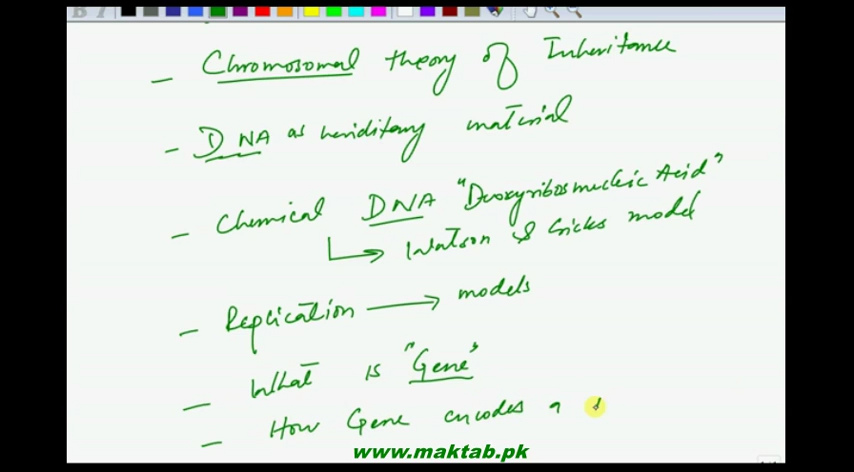 - Chromosomal theory of Inheritance
- DNA as heriditary material
- Chemical DNA "Deoxyribosnucleic Acid"
Watson & Cricks model
- Replication → models
- What is "Gene"
- How Gene encodes a
www.maktab.pk